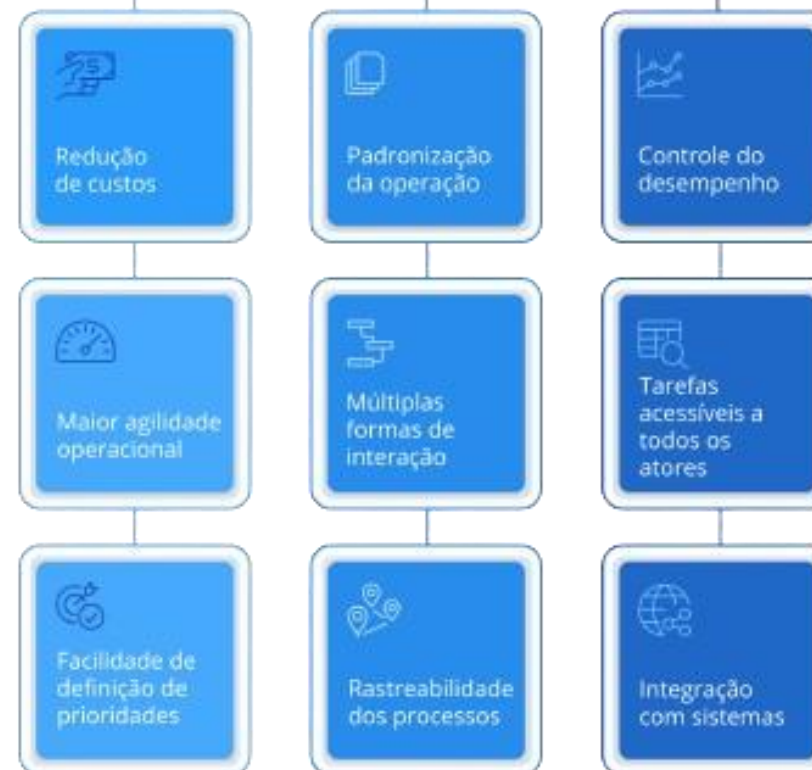 Redução
de custos
Padronização
da operação
Controle do
desempenho
Maior agilidade
operacional
Múltiplas
formas de
interação
Tarefas
acessíveis a
todos os
atores
Facilidade de
definição de
prioridades
Rastreabilidade
dos processos
Integração
com sistemas